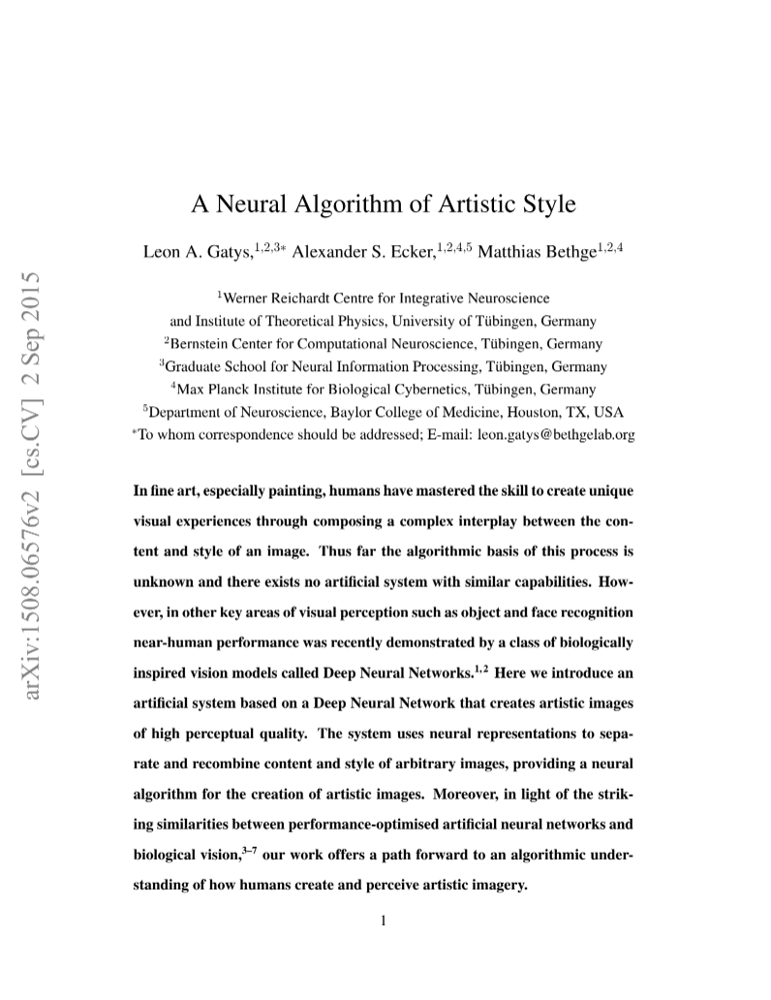 arXiv:1508.06576v2 [cs.CV] 2 Sep 2015
A Neural Algorithm of Artistic Style
Leon A. Gatys,1,2,3∗ Alexander S. Ecker,1,2,4,5 Matthias Bethge1,2,4
1Werner Reichardt Centre for Integrative Neuroscience
and Institute of Theoretical Physics, University of Tübingen, Germany
2Bernstein Center for Computational Neuroscience, Tübingen, Germany
3Graduate School for Neural Information Processing, Tübingen, Germany
4Max Planck Institute for Biological Cybernetics, Tübingen, Germany
5Department of Neuroscience, Baylor College of Medicine, Houston, TX, USA
∗To whom correspondence should be addressed; E-mail: leon.gatys@bethgelab.org
In fine art, especially painting, humans have mastered the skill to create unique
visual experiences through composing a complex interplay between the con-
tent and style of an image. Thus far the algorithmic basis of this process is
unknown and there exists no artificial system with similar capabilities. How-
ever, in other key areas of visual perception such as object and face recognition
near-human performance was recently demonstrated by a class of biologically
inspired vision models called Deep Neural Networks.1,2 Here we introduce an
artificial system based on a Deep Neural Network that creates artistic images
of high perceptual quality. The system uses neural representations to sepa-
rate and recombine content and style of arbitrary images, providing a neural
algorithm for the creation of artistic images. Moreover, in light of the strik-
ing similarities between performance-optimised artificial neural networks and
biological vision,3–7 our work offers a path forward to an algorithmic under-
standing of how humans create and perceive artistic imagery.
1